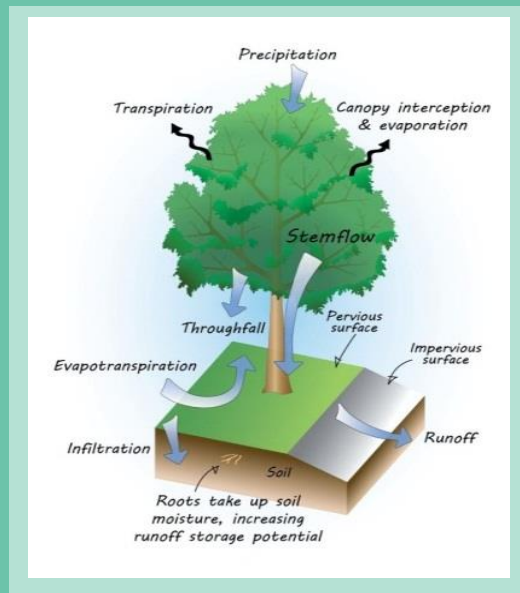 Precipitation
Transpiration
Canopy interception
& evaporation
Stemflow
Throughfall
Pervious
surface
Impervious
surface
Evapotranspiration
Infiltration
Runoff
Soil
Roots take up soil
moisture, increasing
runoff storage potential